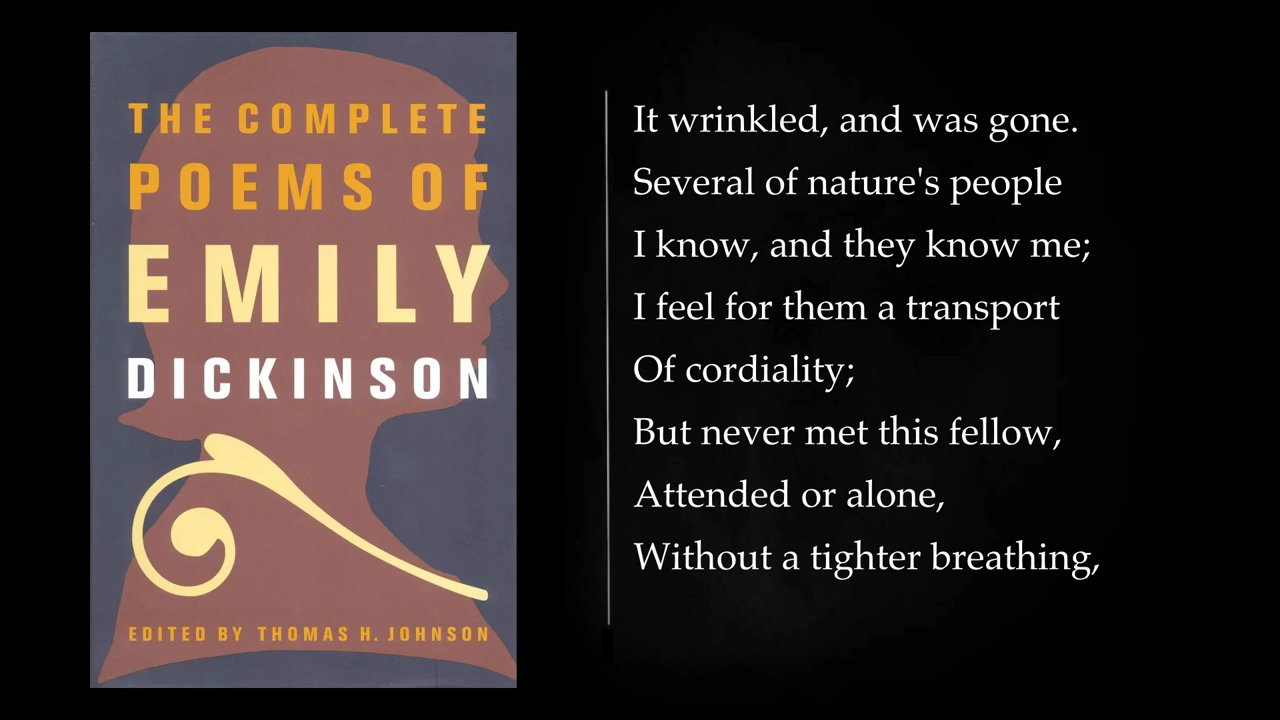 THE COMPLETE
POEMS OF
EMILY
DICKINSON
EDITED BY THOMAS H. JOHNSON
It wrinkled, and was gone.
Several of nature's people
I know, and they know me;
I feel for them a transport
Of cordiality;
But never met this fellow,
Attended or alone,
Without a tighter breathing,